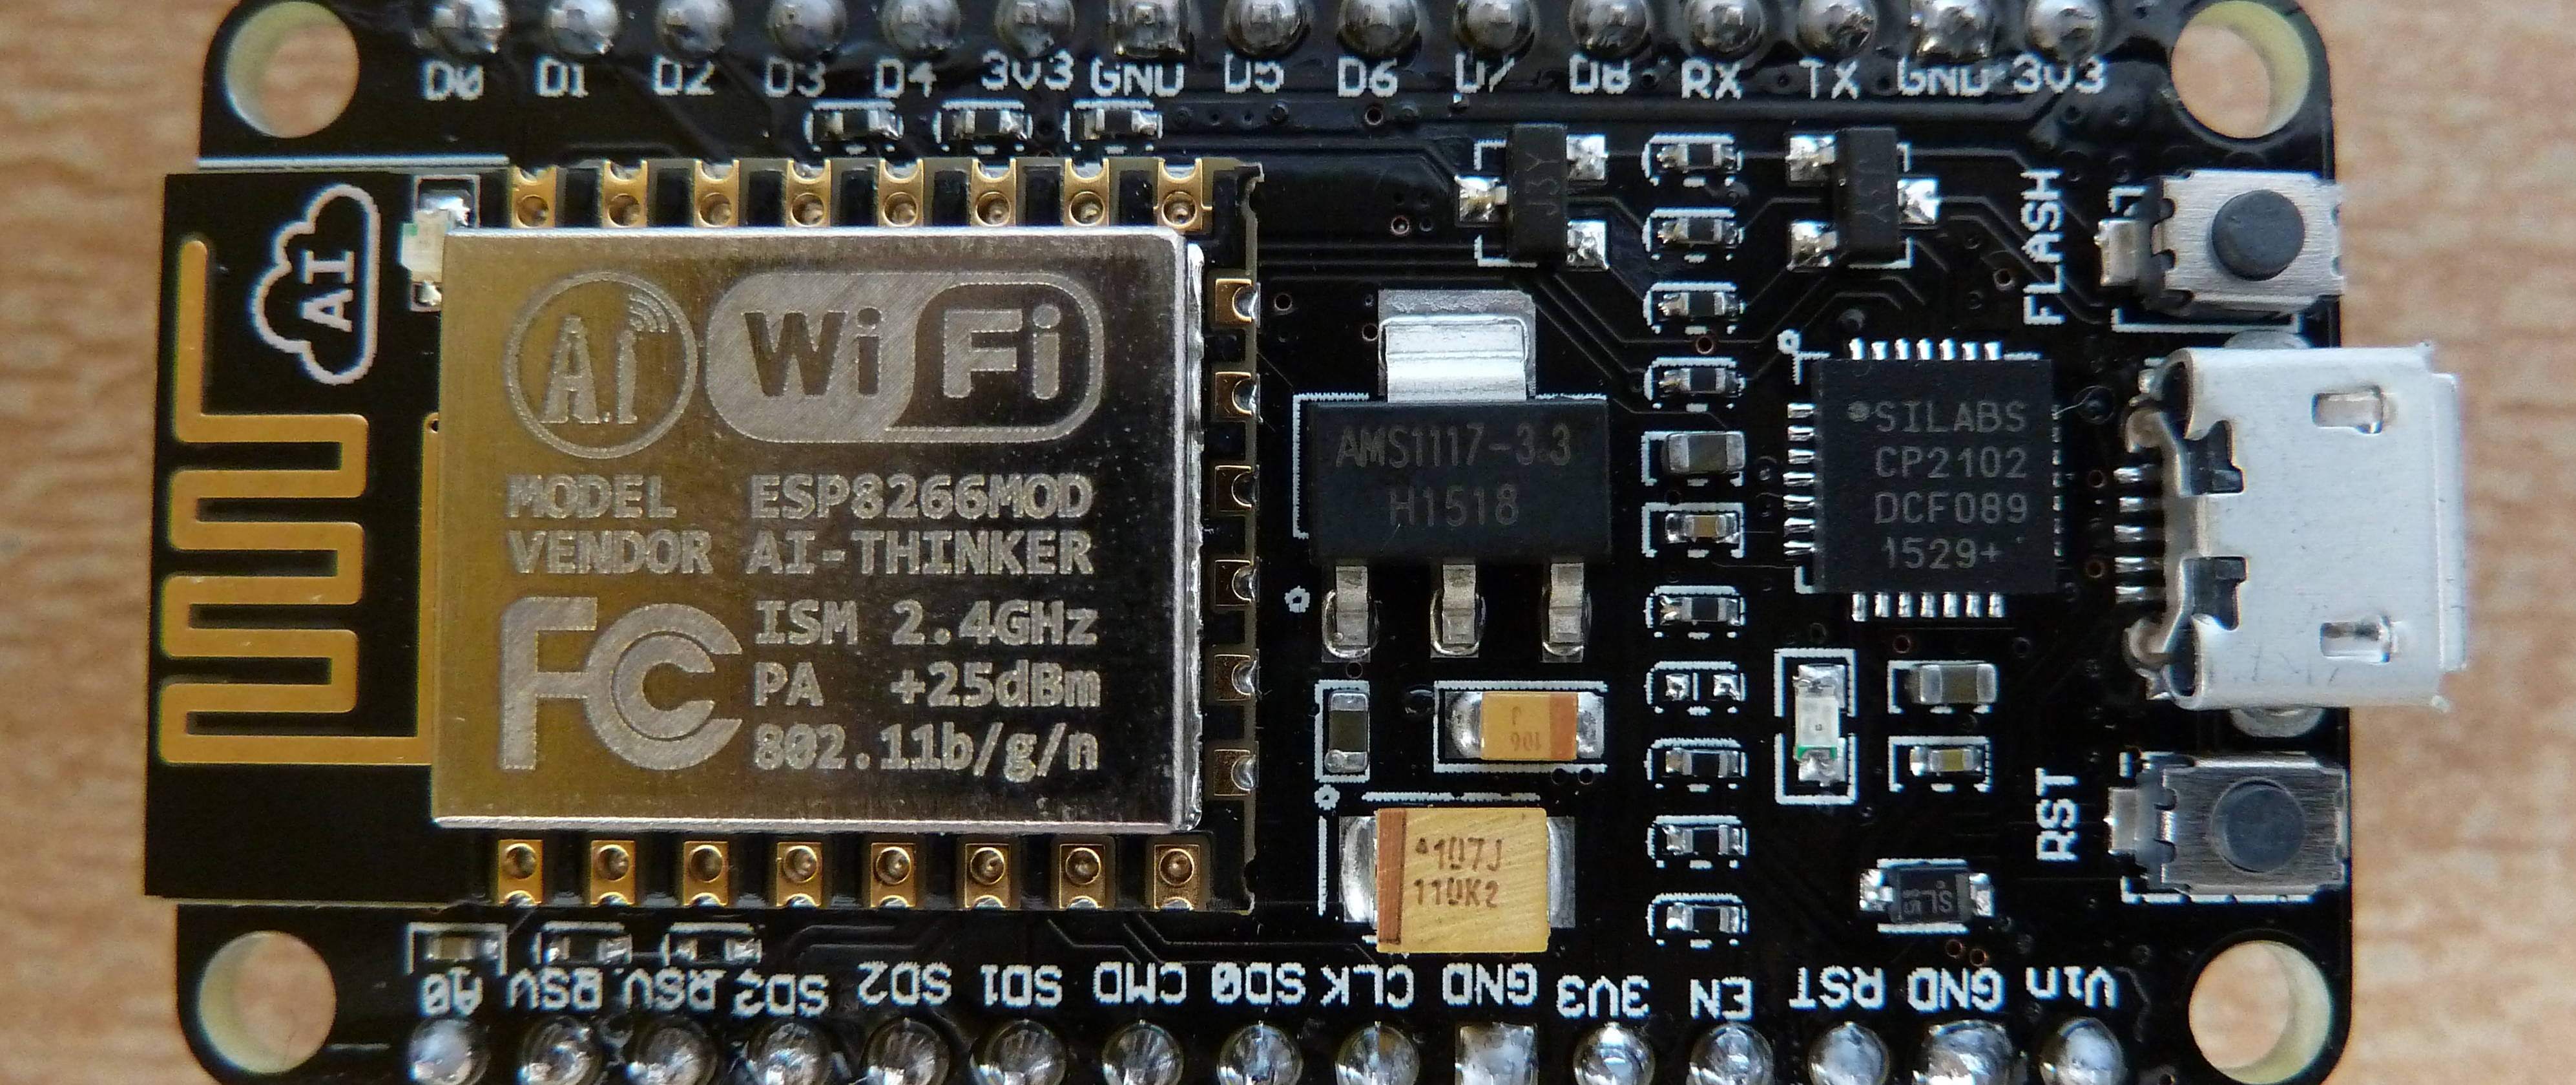 D0 D1 D2 D3 D4 3V3 GND D5 D6 D7 D8 RX TX GND 3V3
AI
A.i
Wi Fi
MODEL ESP8266MOD
VENDOR AI-THINKER
FC
ISM 2.4GHz
PA +25dBm
802.11b/g/n
J3Y
J3Y
FLASH
AMS1117-3.3
H1518
SILABS
CP2102
DCF089
1529+
106
107J
110K2
RST
SL
A0 RSV RSV SD3 SD2 SD1 CMD SD0 CLK GND 3V3 EN RST GND Vin